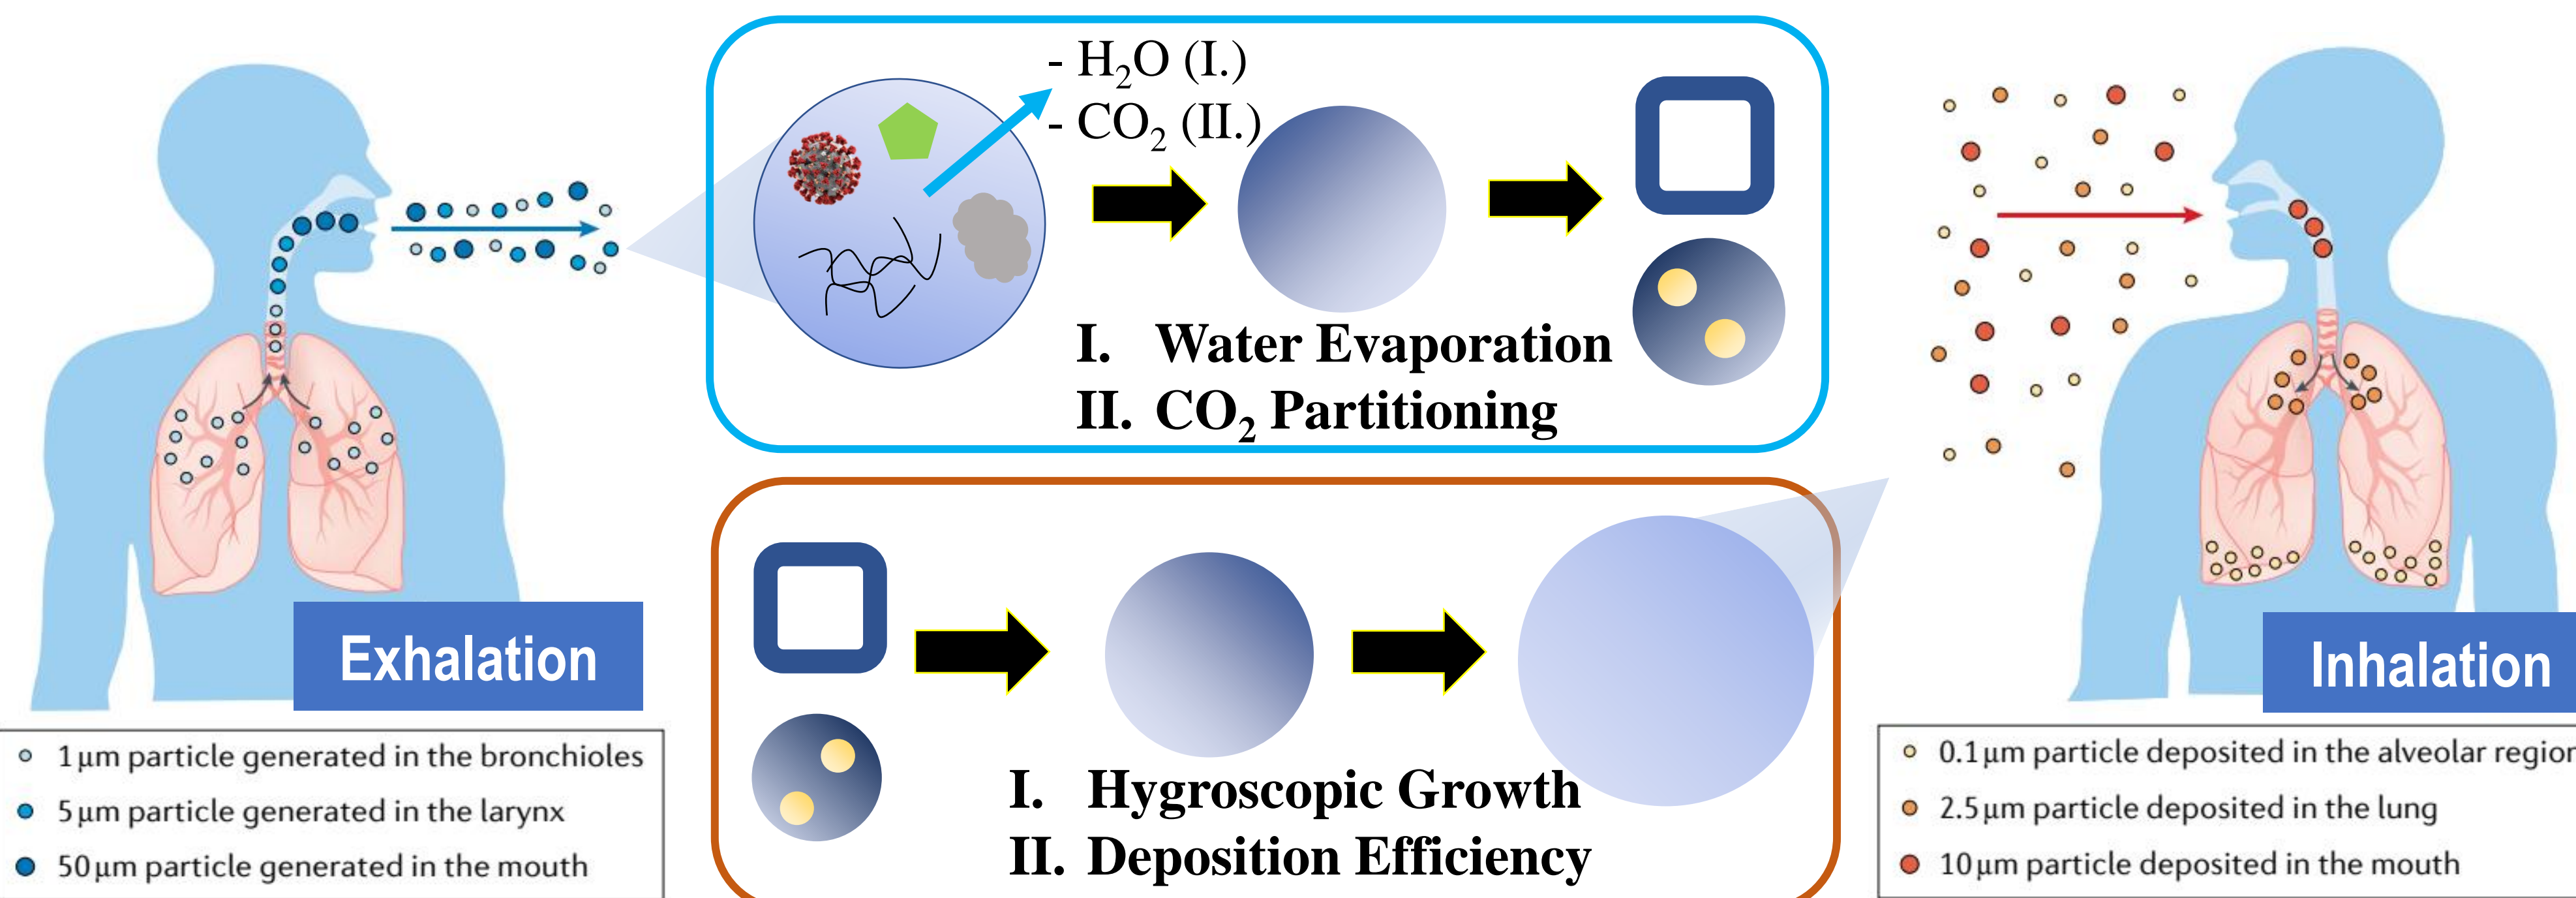 - H₂O (I.)
- CO₂ (II.)
I. Water Evaporation
II. CO₂ Partitioning
Exhalation
1 µm particle generated in the bronchioles
5 µm particle generated in the larynx
50 µm particle generated in the mouth
I. Hygroscopic Growth
II. Deposition Efficiency
Inhalation
0.1 µm particle deposited in the alveolar region
2.5 µm particle deposited in the lung
10 µm particle deposited in the mouth